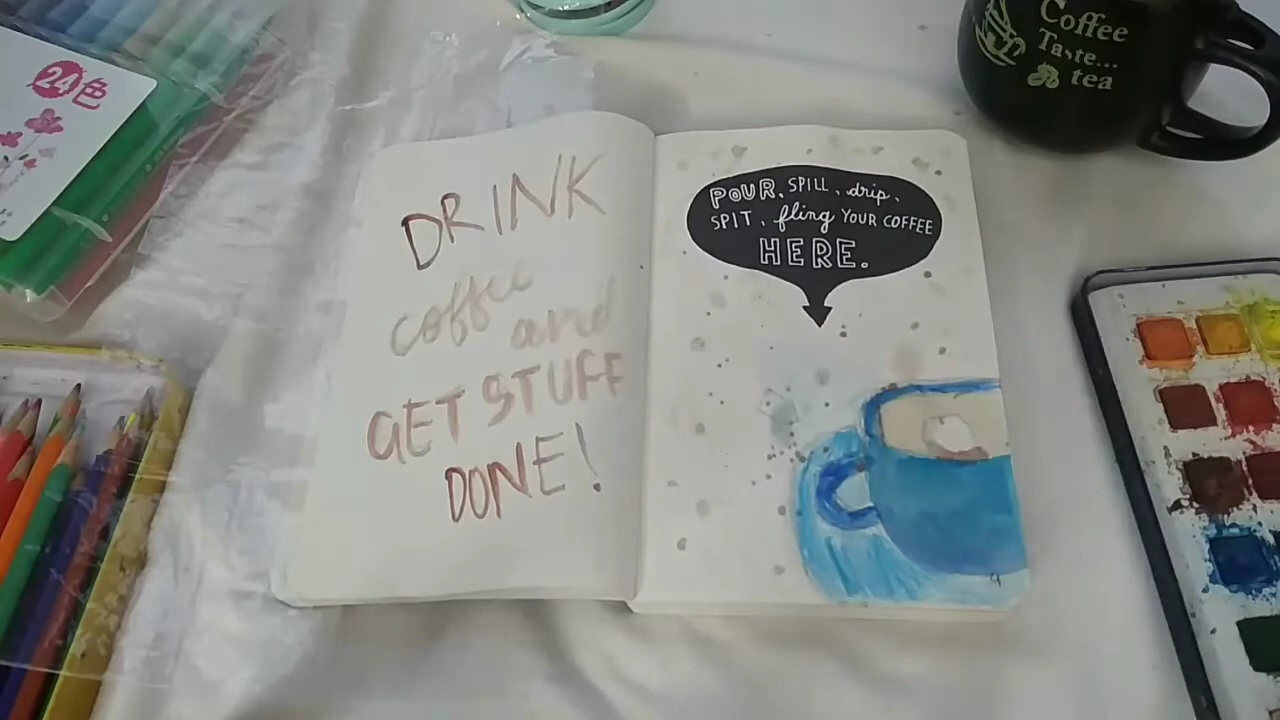 24色
Coffee
Taste...
tea
DRINK
coffee
and
GET STUFF
DONE!
POUR, SPILL, drip,
SPIT, fling YOUR COFFEE
HERE.